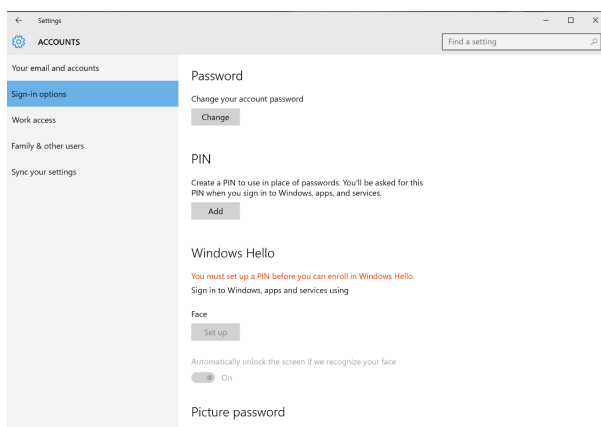 Settings
ACCOUNTS
Find a setting
Your email and accounts
Sign-in options
Work access
Family & other users
Sync your settings
Password
Change your account password
Change
PIN
Create a PIN to use in place of passwords. You'll be asked for this
PIN when you sign in to Windows, apps, and services.
Add
Windows Hello
You must set up a PIN before you can enroll in Windows Hello.
Sign in to Windows, apps and services using
Face
Set up
Automatically unlock the screen if we recognize your face
On
Picture password